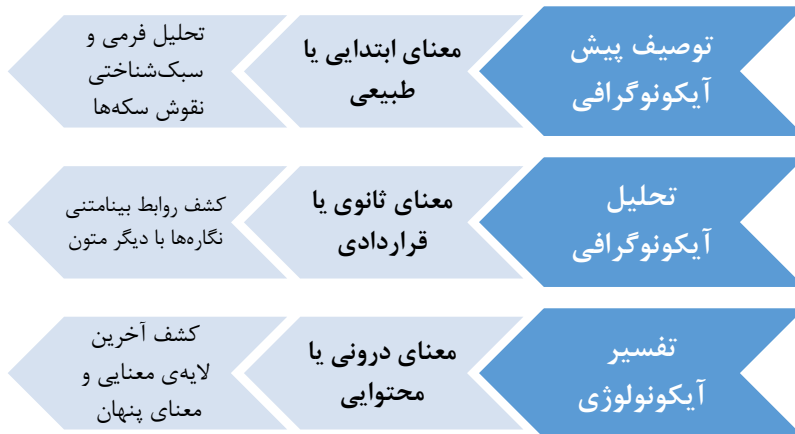 توصیف پیش
آیکونوگرافی
معنای ابتدایی یا
طبیعی
تحلیل فرمی و
سبک‌شناختی
نقوش سکه‌ها
تحلیل
آیکونوگرافی
معنای ثانوی یا
قراردادی
کشف روابط بینامتنی
نگاره‌ها با دیگر متون
تفسیر
آیکونولوژی
معنای درونی یا
محتوایی
کشف آخرین
لایه‌ی معنایی و
معنای پنهان